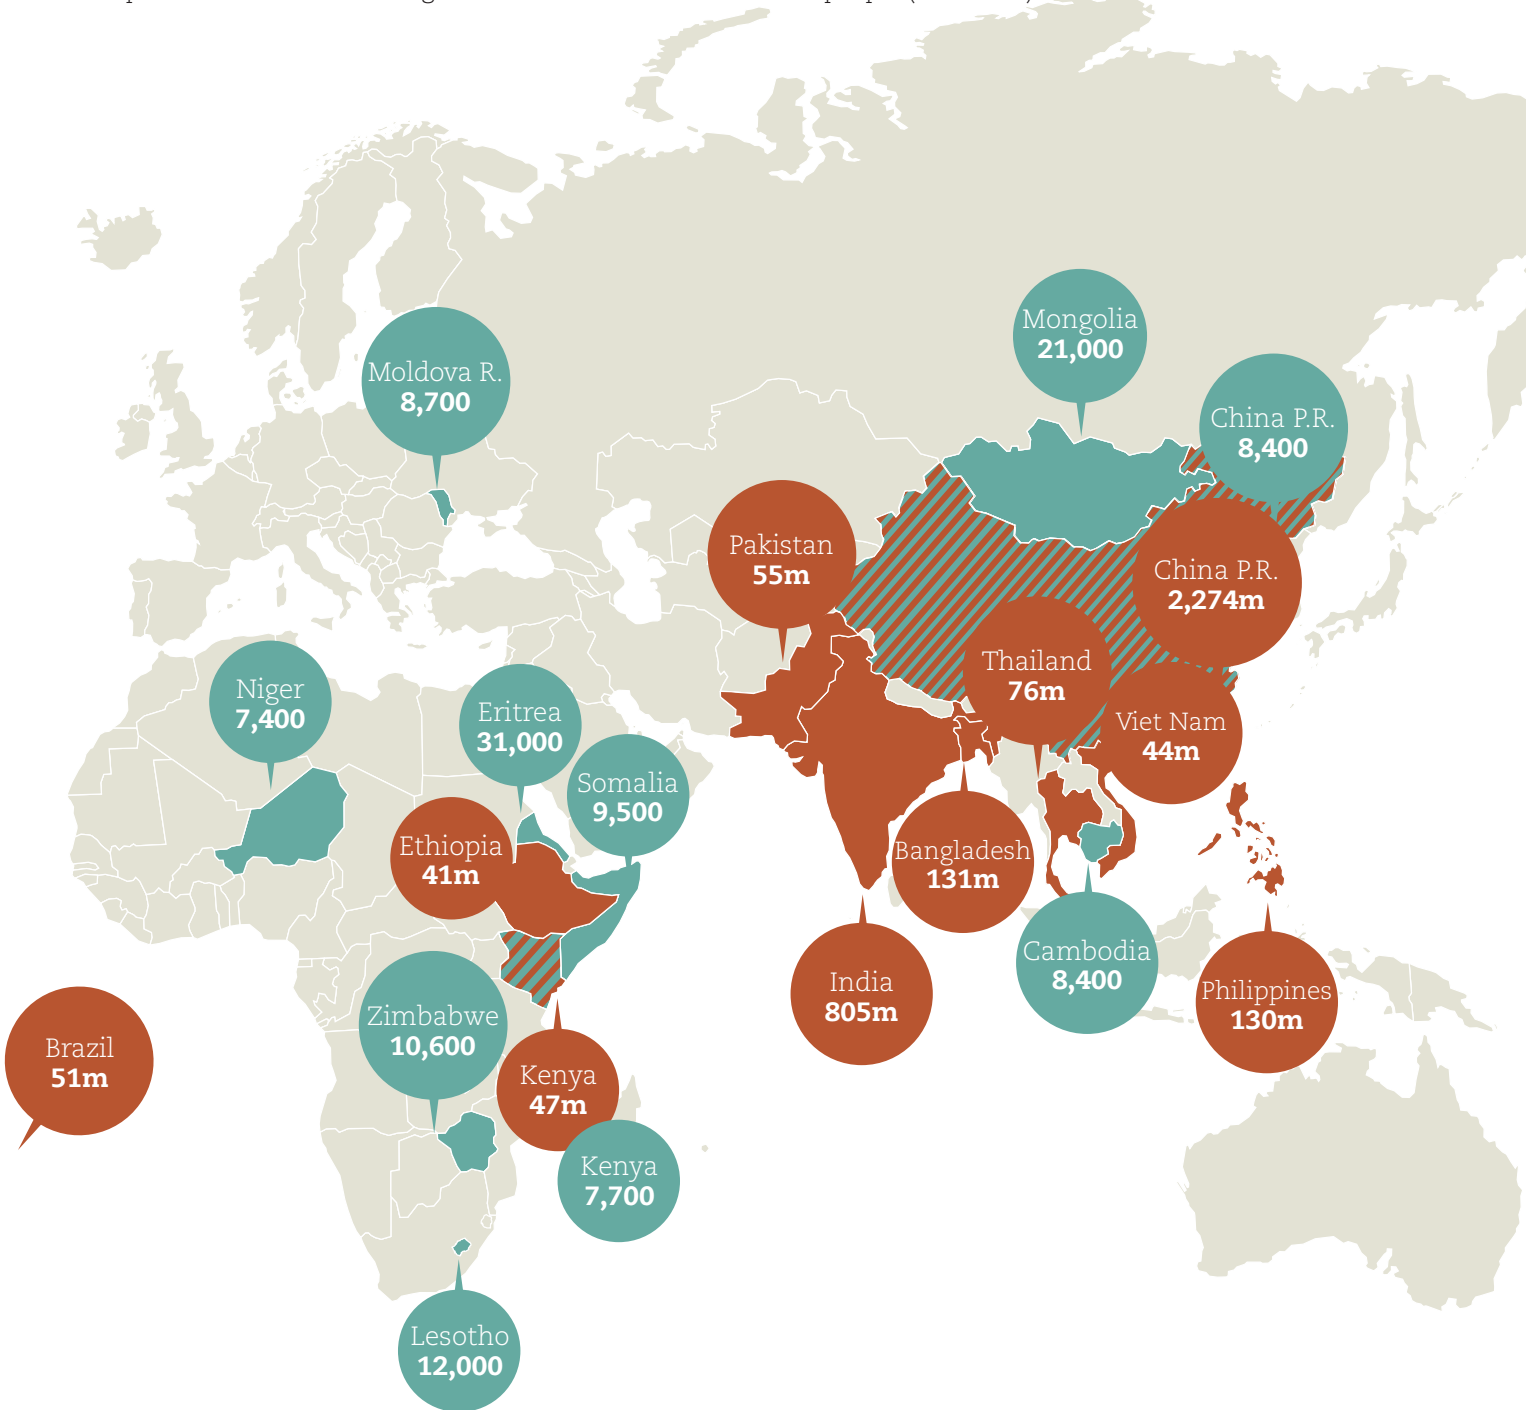 Mongolia
21,000
Moldova R.
8,700
China P.R.
8,400
Pakistan
55m
China P.R.
2,274m
Thailand
76m
Niger
7,400
Eritrea
31,000
Viet Nam
44m
Somalia
9,500
Ethiopia
41m
Bangladesh
131m
India
805m
Cambodia
8,400
Philippines
130m
Zimbabwe
10,600
Brazil
51m
Kenya
47m
Kenya
7,700
Lesotho
12,000